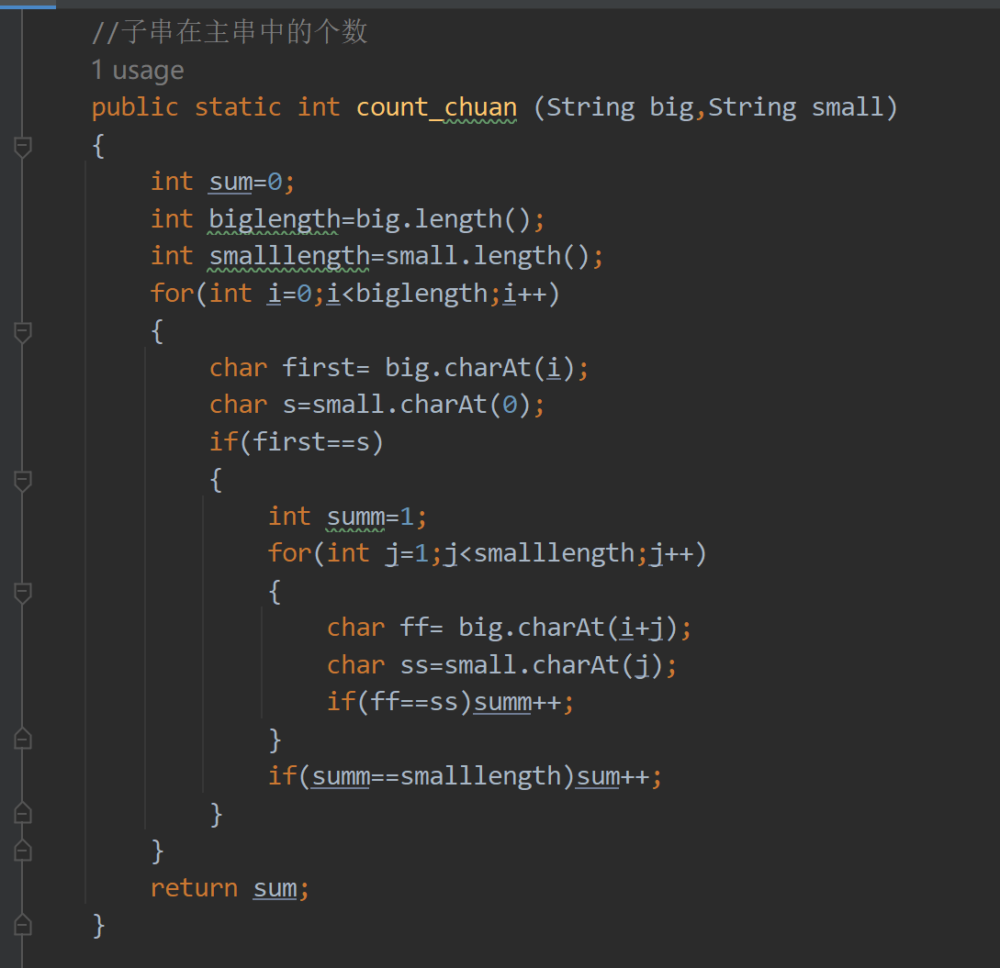 //子串在主串中的个数
1 usage
public static int count_chuan (String big,String small)
{
int sum=0;
int biglength=big.length();
int smalllength=small.length();
for(int i=0;i<biglength;i++)
{
char first= big.charAt(i);
char s=small.charAt(0);
if(first==s)
{
int summ=1;
for(int j=1;j<smalllength;j++)
{
char ff= big.charAt(i+j);
char ss=small.charAt(j);
if(ff==ss)summ++;
}
if(summ==smalllength)sum++;
}
}
return sum;
}